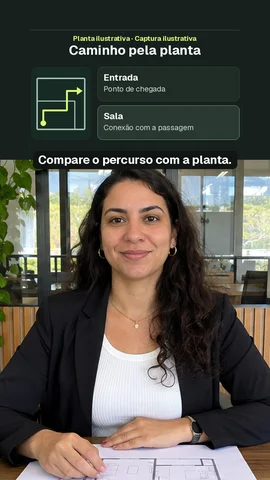 Planta ilustrativa · Captura ilustrativa
Caminho pela planta
Entrada
Ponto de chegada
Sala
Conexão com a passagem
Compare o percurso com a planta.